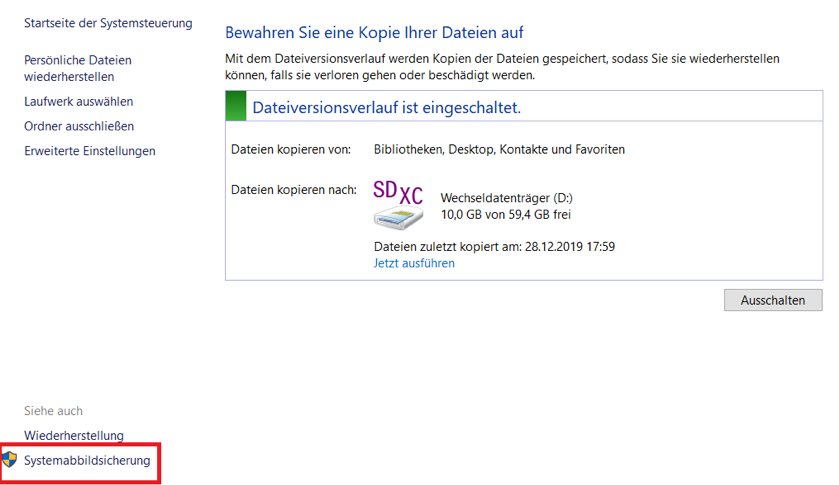 Startseite der Systemsteuerung
Persönliche Dateien
wiederherstellen
Laufwerk auswählen
Ordner ausschließen
Erweiterte Einstellungen
Bewahren Sie eine Kopie Ihrer Dateien auf
Mit dem Dateiversionsverlauf werden Kopien der Dateien gespeichert, sodass Sie sie wiederherstellen
können, falls sie verloren gehen oder beschädigt werden.
Dateiversionsverlauf ist eingeschaltet.
Dateien kopieren von: Bibliotheken, Desktop, Kontakte und Favoriten
Dateien kopieren nach: SD XC
Wechseldatenträger (D:)
10,0 GB von 59,4 GB frei
Dateien zuletzt kopiert am: 28.12.2019 17:59
Jetzt ausführen
Ausschalten
Siehe auch
Wiederherstellung
Systemabbildsicherung